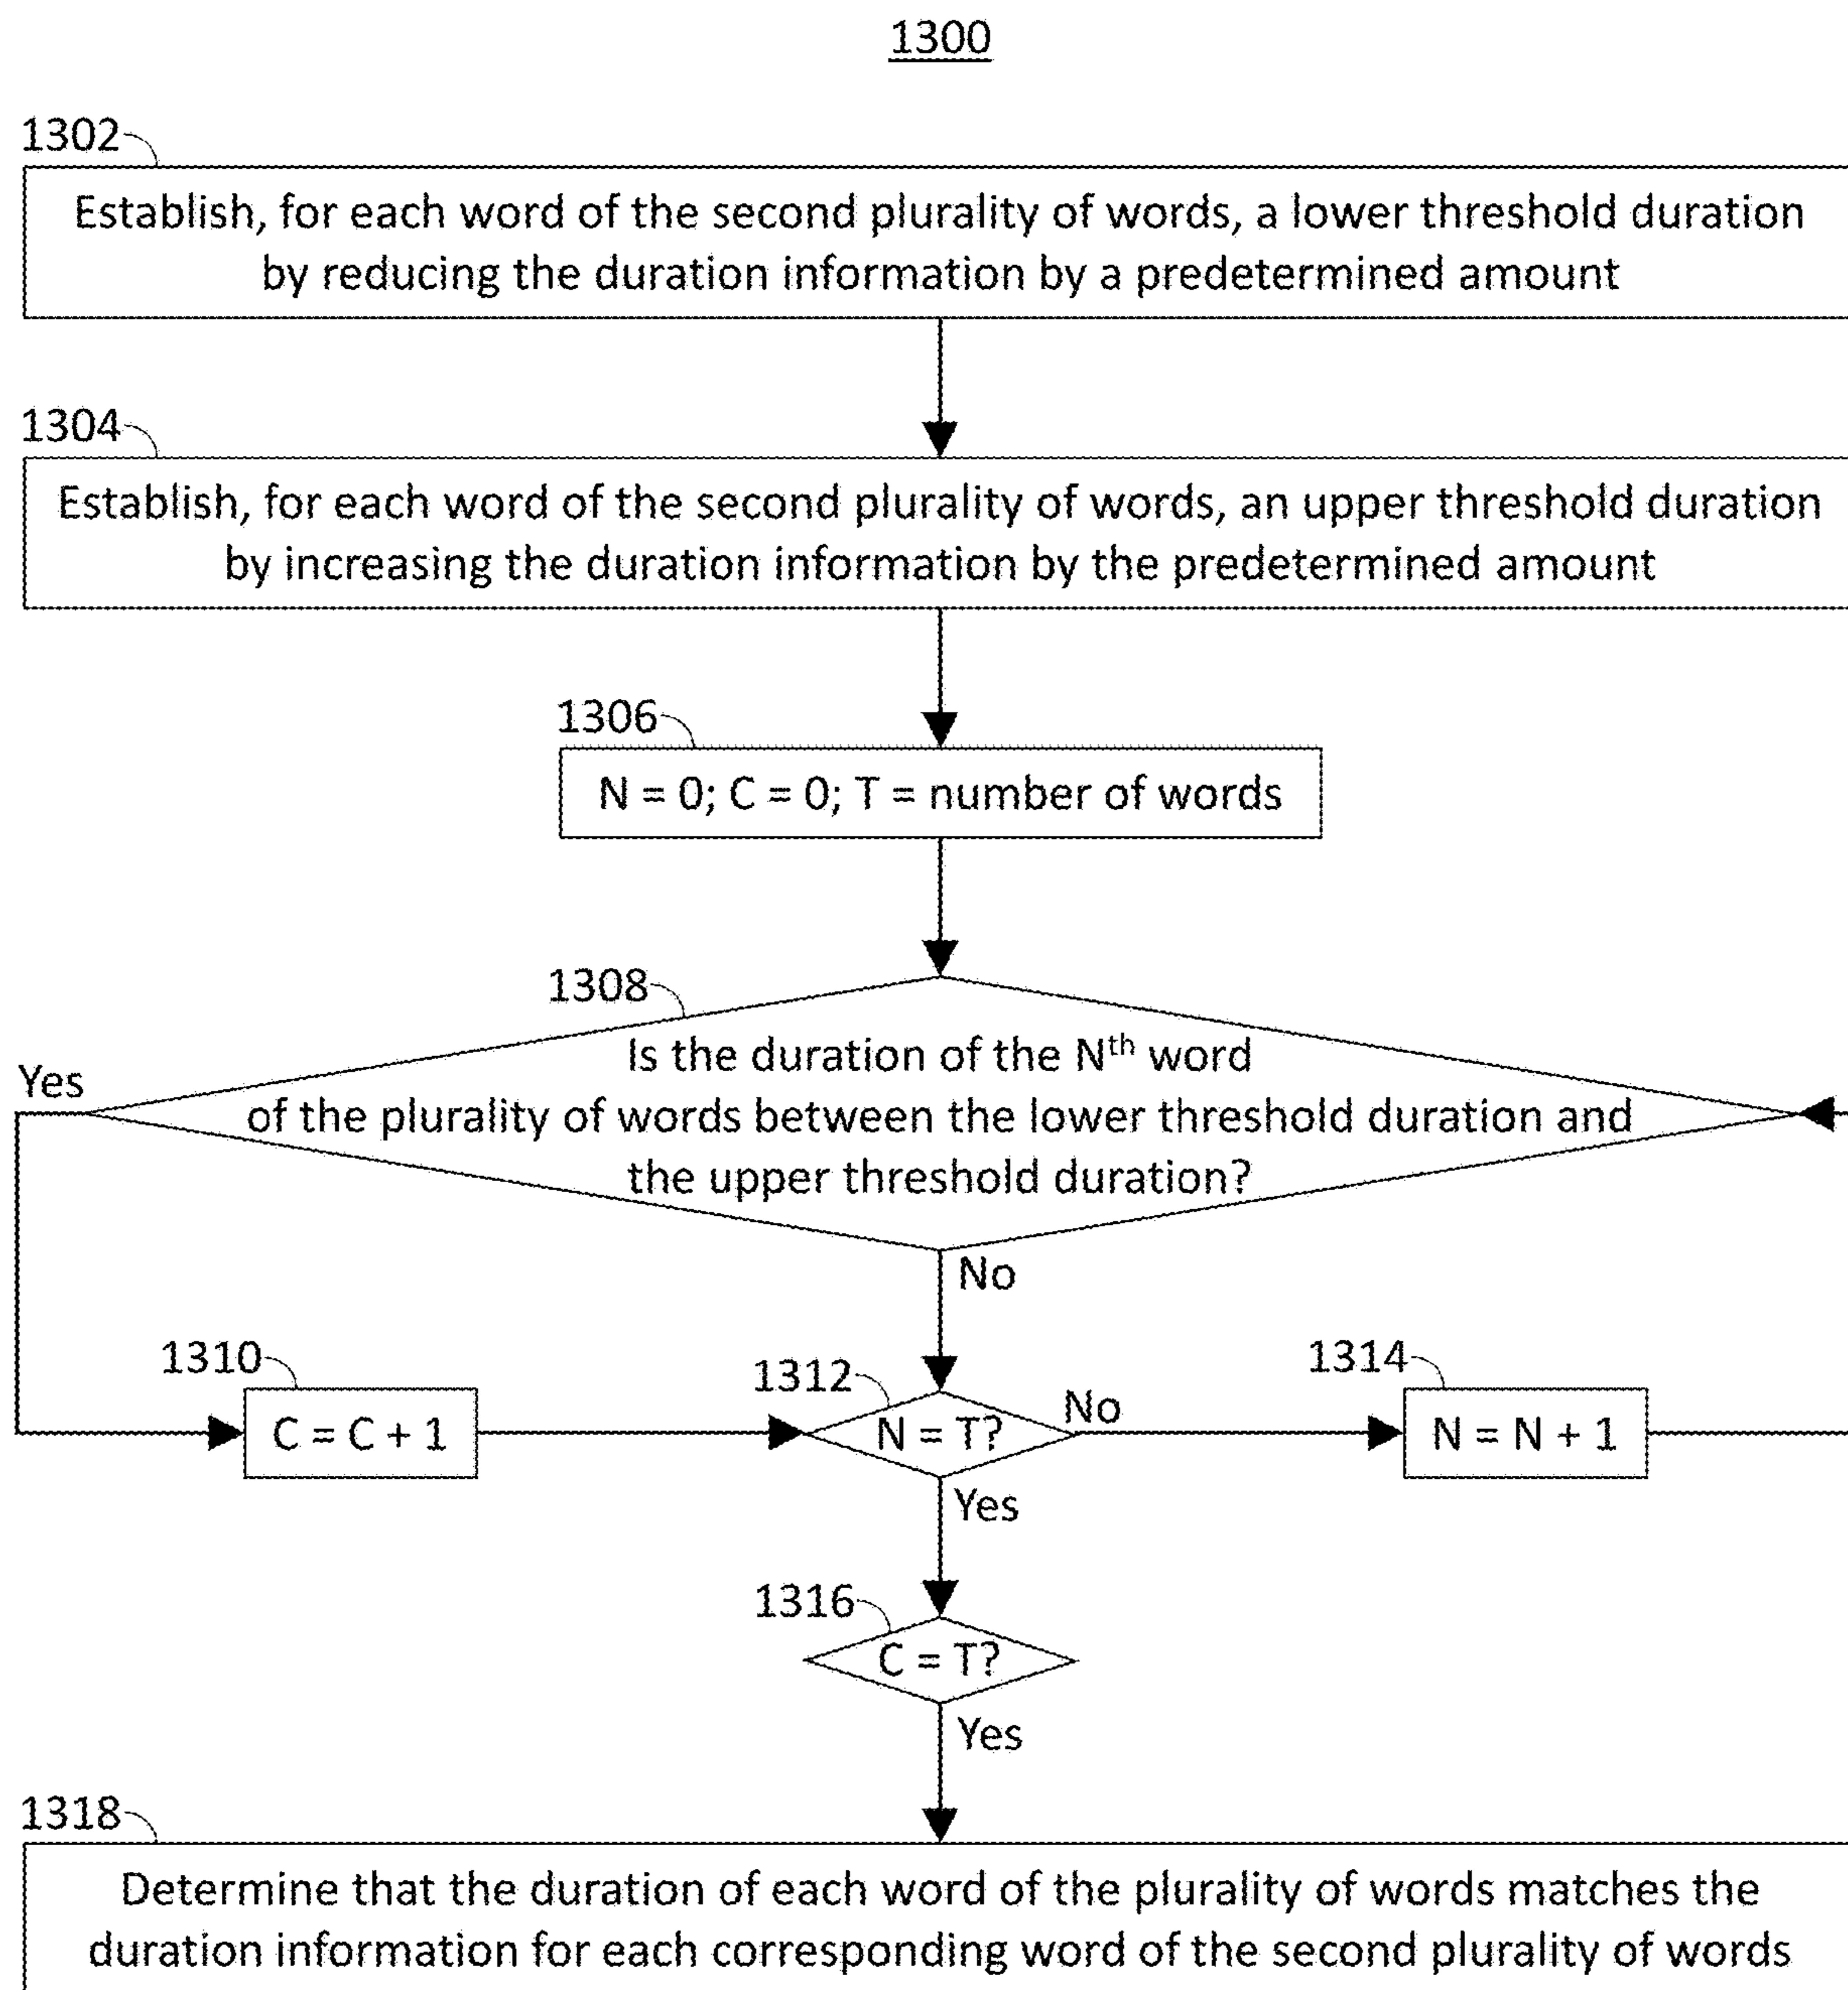 1300
1302
Establish, for each word of the second plurality of words, a lower threshold duration
by reducing the duration information by a predetermined amount
1304
Establish, for each word of the second plurality of words, an upper threshold duration
by increasing the duration information by the predetermined amount
1306
N = 0; C = 0; T = number of words
1308
Is the duration of the Nth word
of the plurality of words between the lower threshold duration and
the upper threshold duration?
Yes
No
1310
C = C + 1
1312
N = T?
No
1314
N = N + 1
Yes
1316
C = T?
Yes
1318
Determine that the duration of each word of the plurality of words matches the
duration information for each corresponding word of the second plurality of words